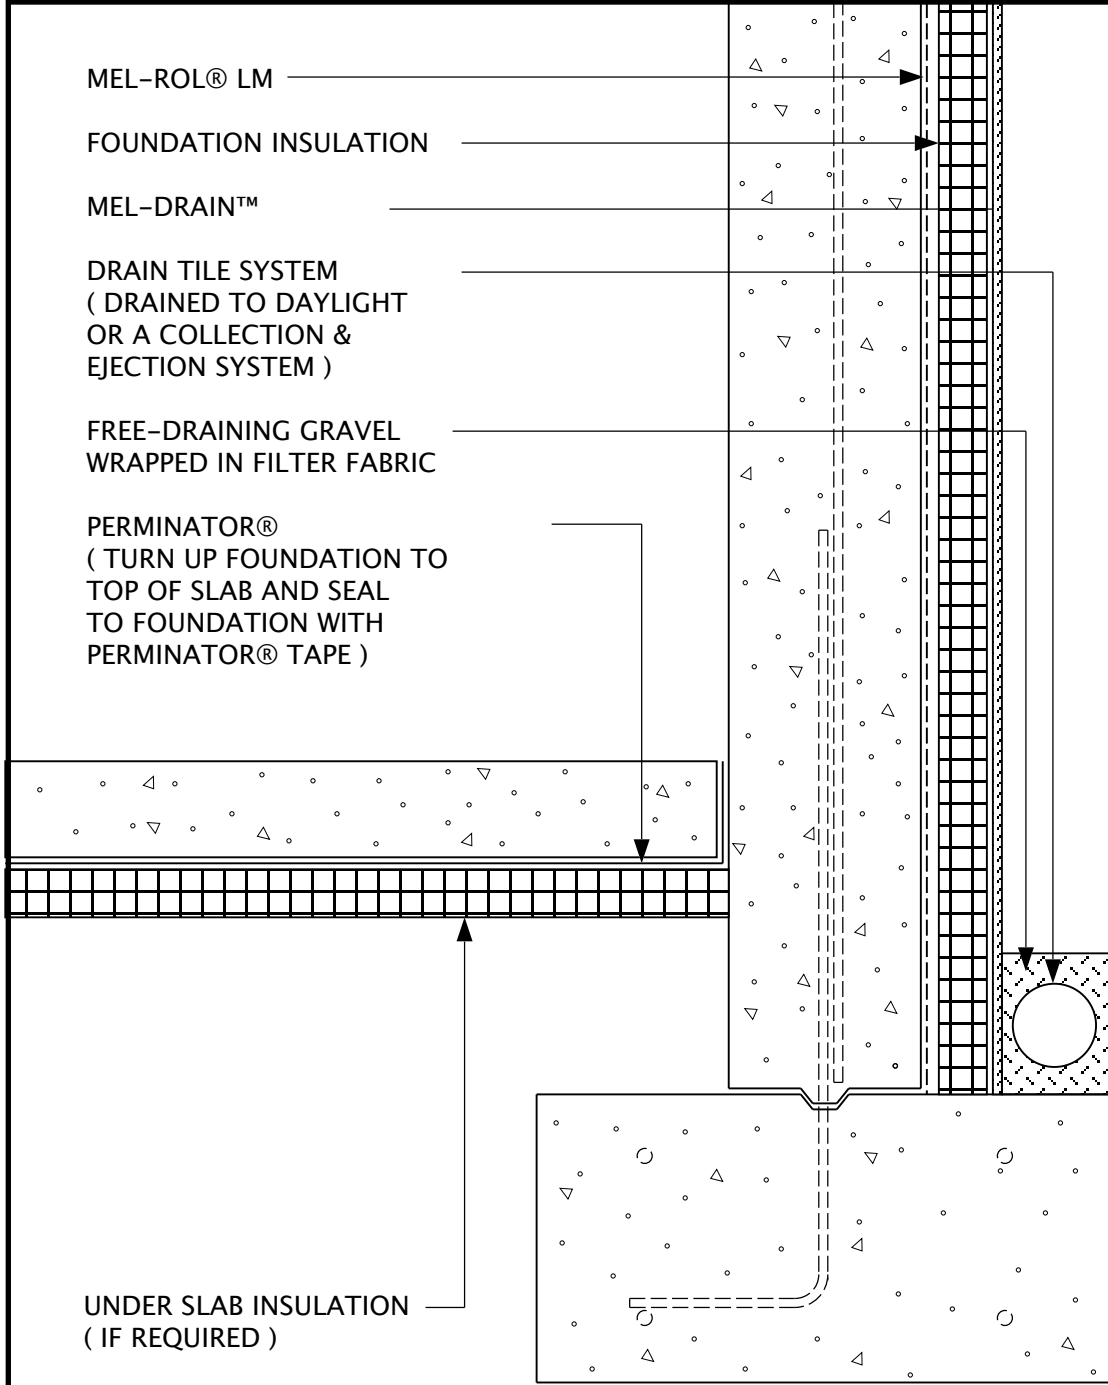 MEL-ROL® LM
FOUNDATION INSULATION
MEL-DRAIN™
DRAIN TILE SYSTEM
( DRAINED TO DAYLIGHT
OR A COLLECTION &
EJECTION SYSTEM )
FREE-DRAINING GRAVEL
WRAPPED IN FILTER FABRIC
PERMINATOR®
( TURN UP FOUNDATION TO
TOP OF SLAB AND SEAL
TO FOUNDATION WITH
PERMINATOR® TAPE )
UNDER SLAB INSULATION
( IF REQUIRED )